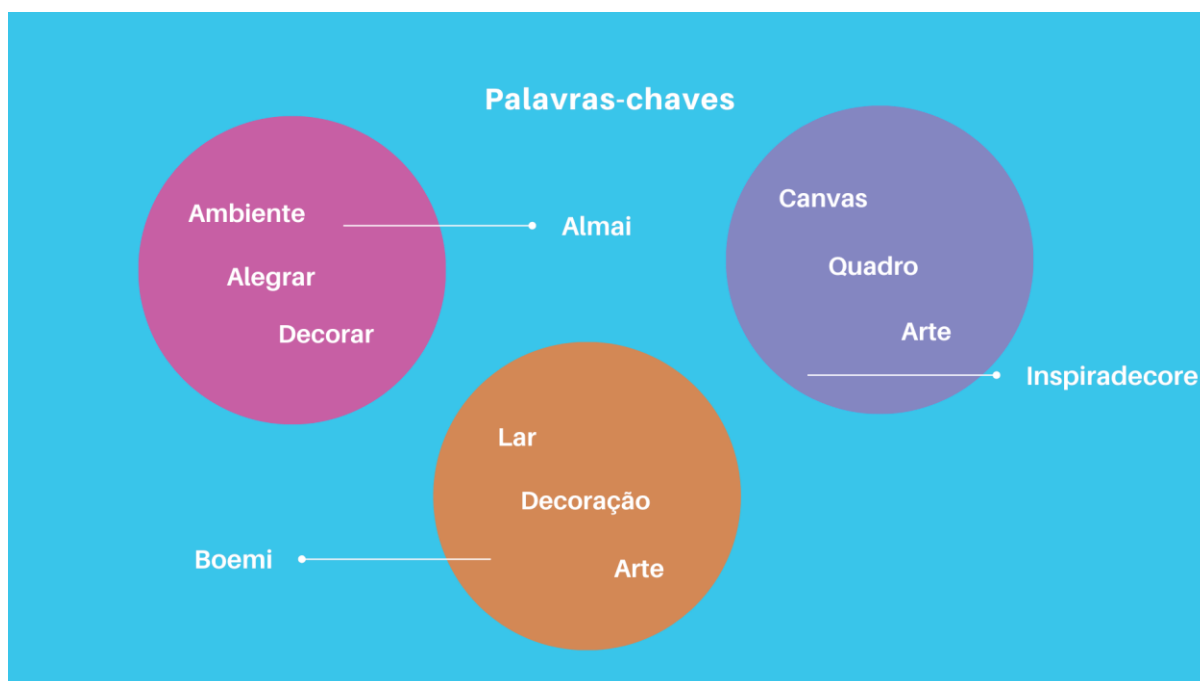 Palavras-chaves
Ambiente
Alegrar
Decorar
Almai
Canvas
Quadro
Arte
Inspiradecore
Lar
Decoração
Arte
Boemi